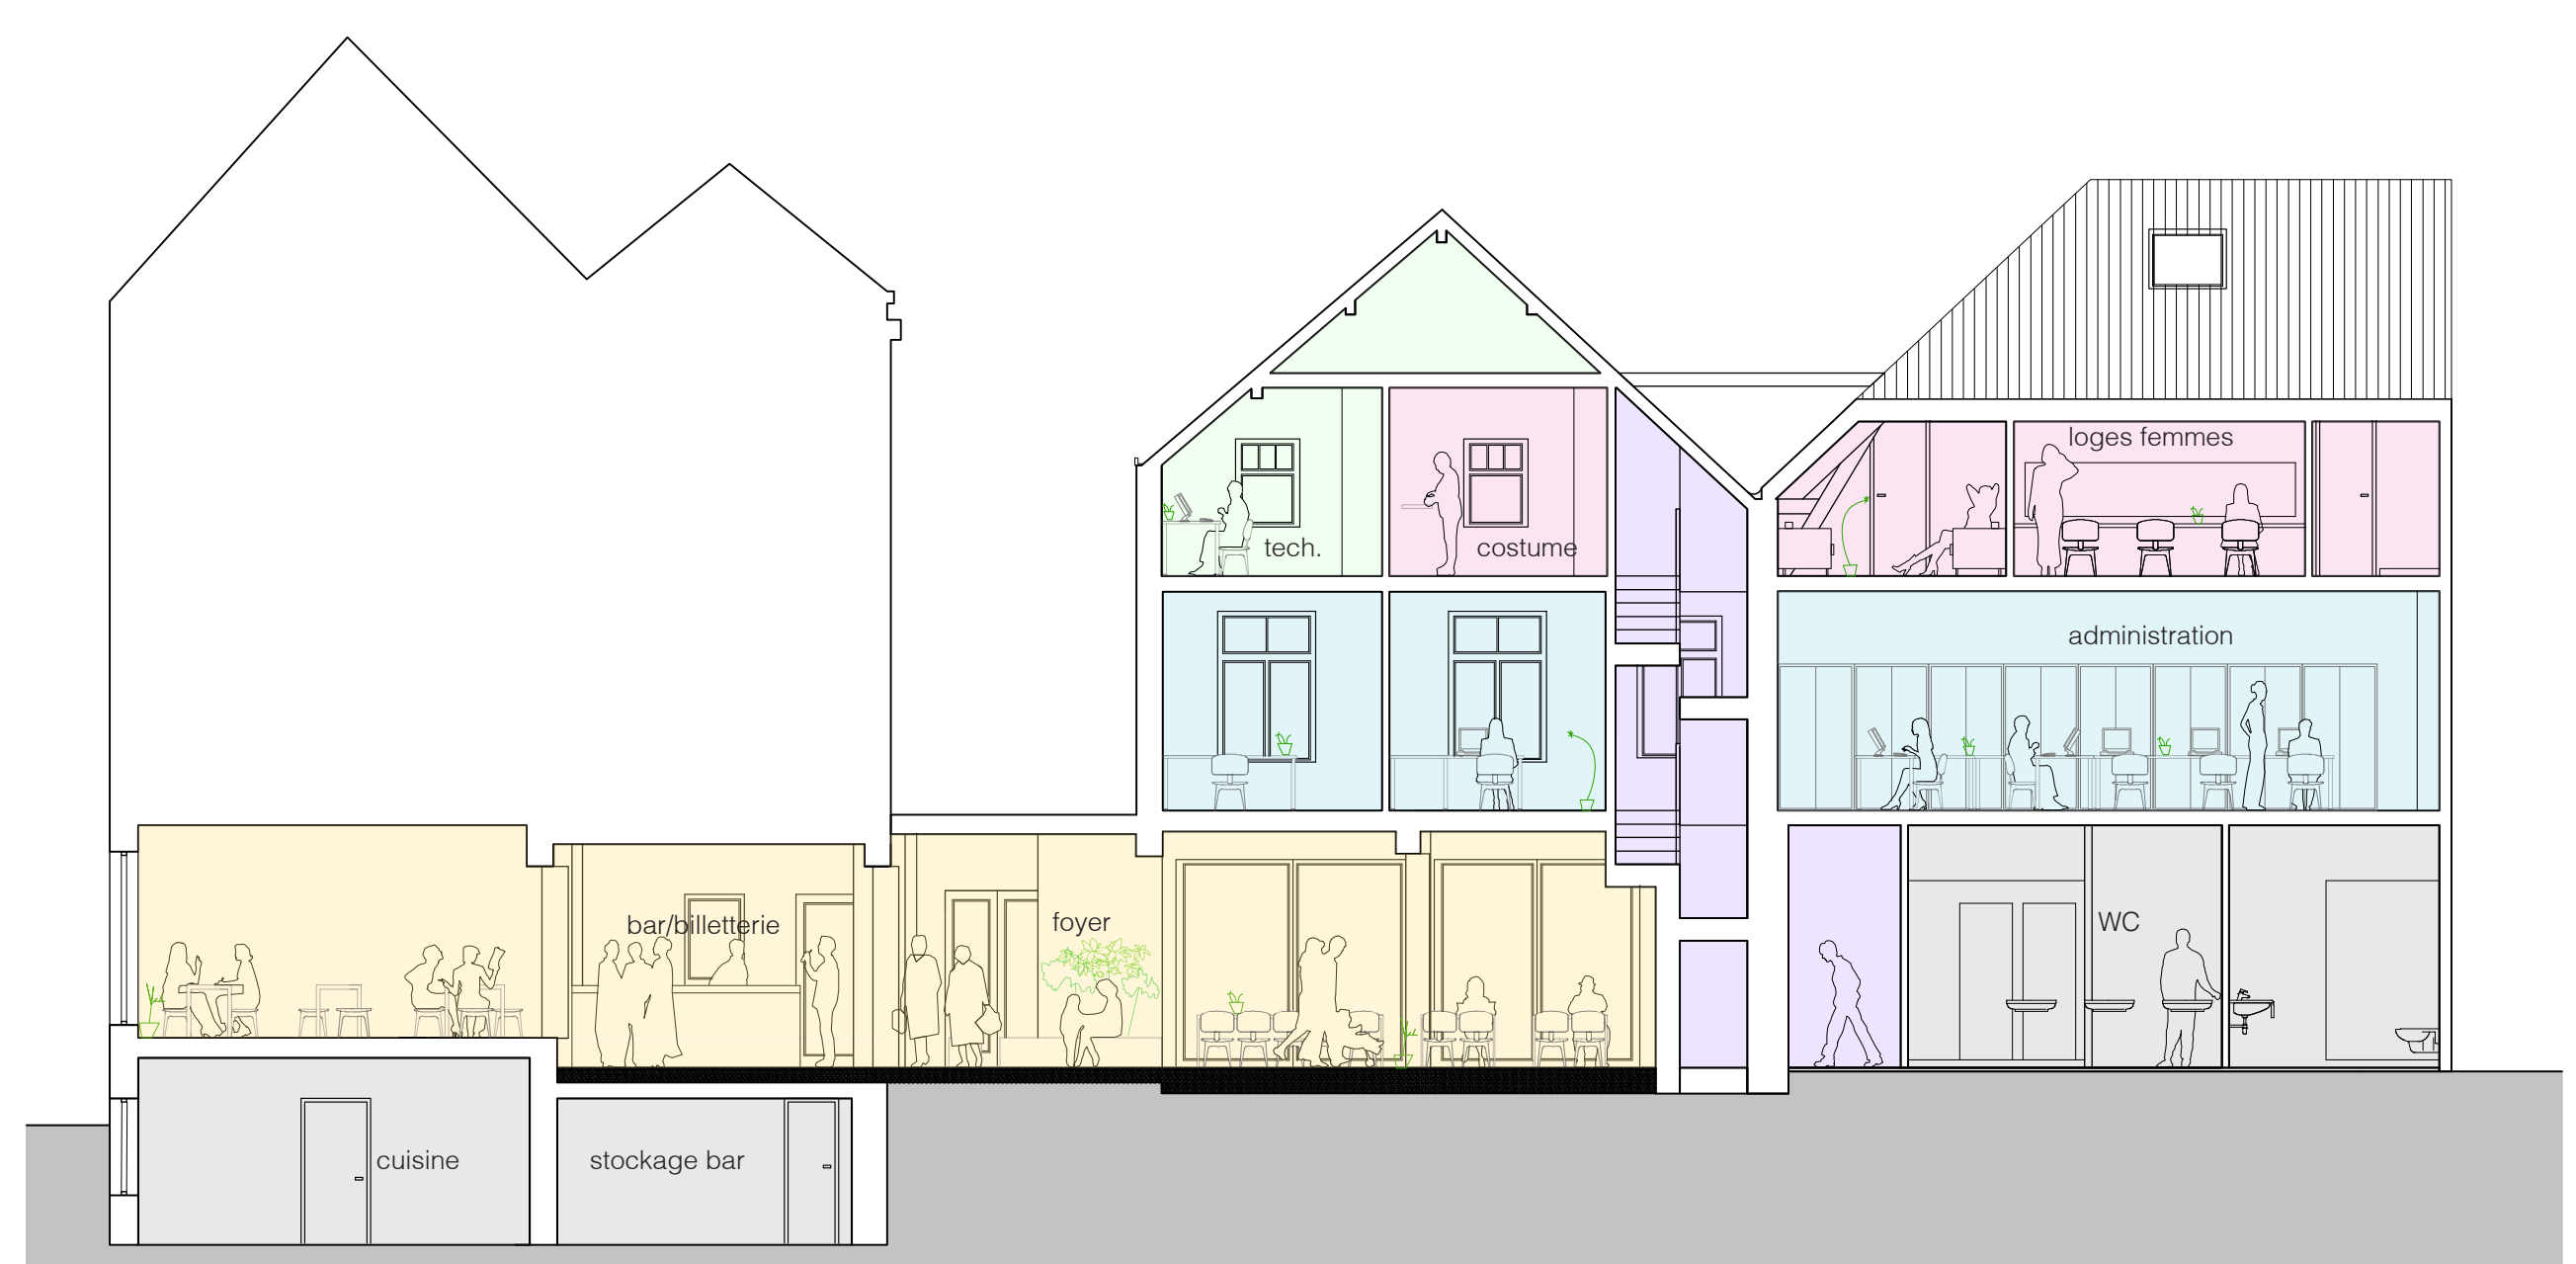 loges femmes
tech.
costume
administration
bar/billetterie
foyer
WC
cuisine
stockage bar